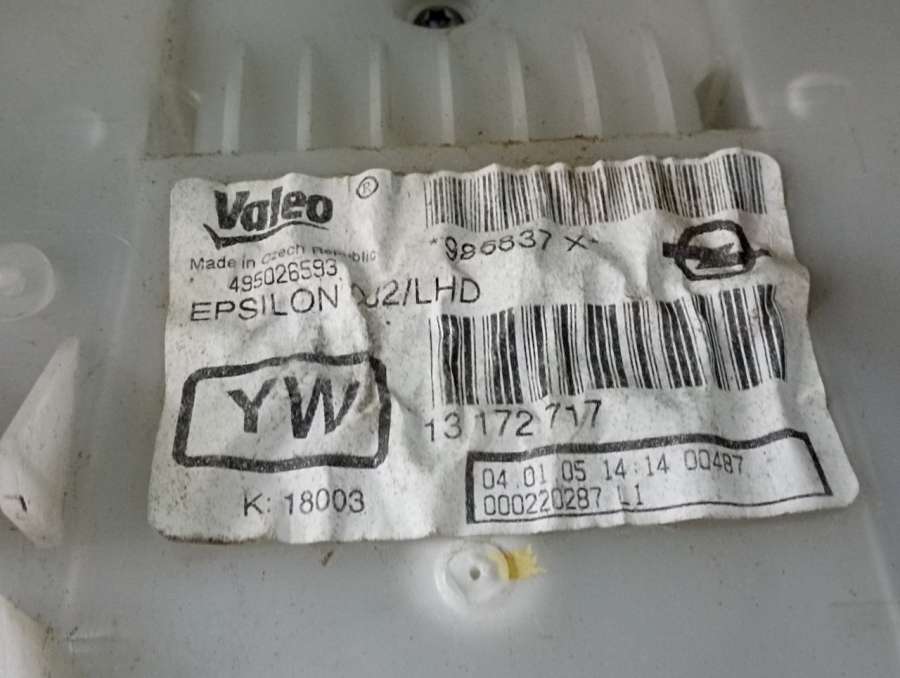 Valeo ®
Made in Czech Republic
495026593
EPSILON /LHD
YW
K: 18003
X*
13 172 717
04 01 05 14:14 00487
000220287 L1